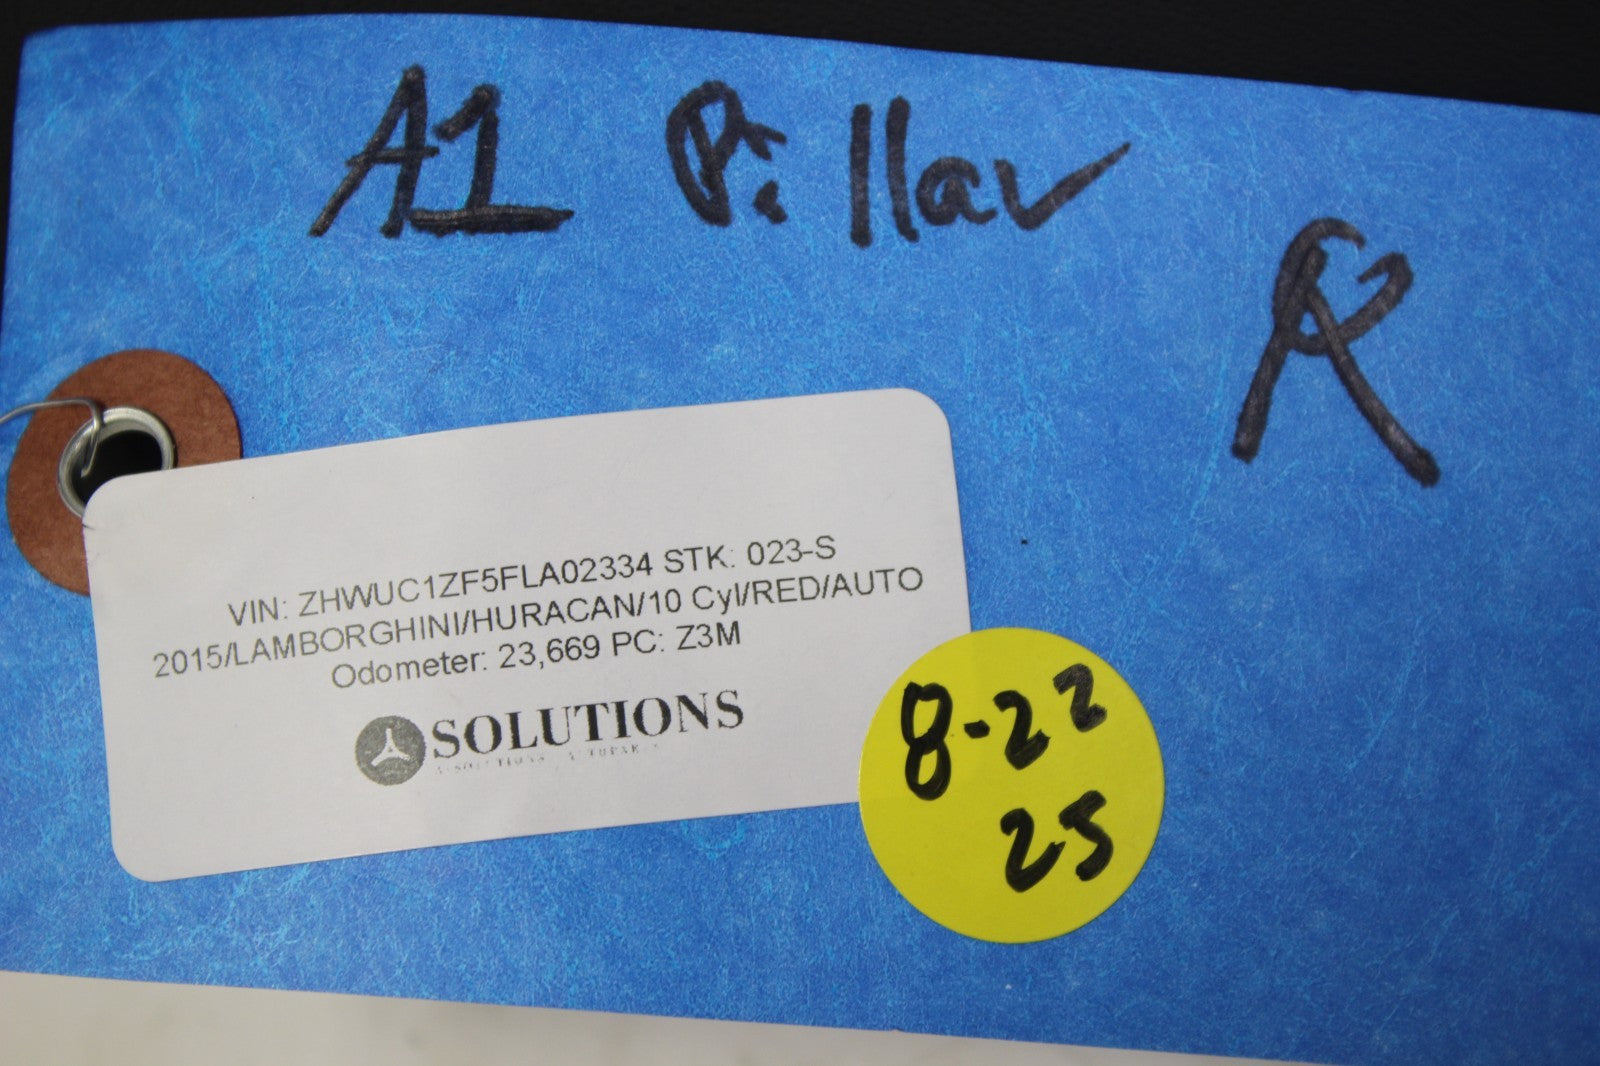 A1 Pillar
R
VIN: ZHWUC1ZF5FLA02334 STK: 023-S
2015/LAMBORGHINI/HURACAN/10 Cyl/RED/AUTO
Odometer: 23,669 PC: Z3M
SOLUTIONS
8-22
25